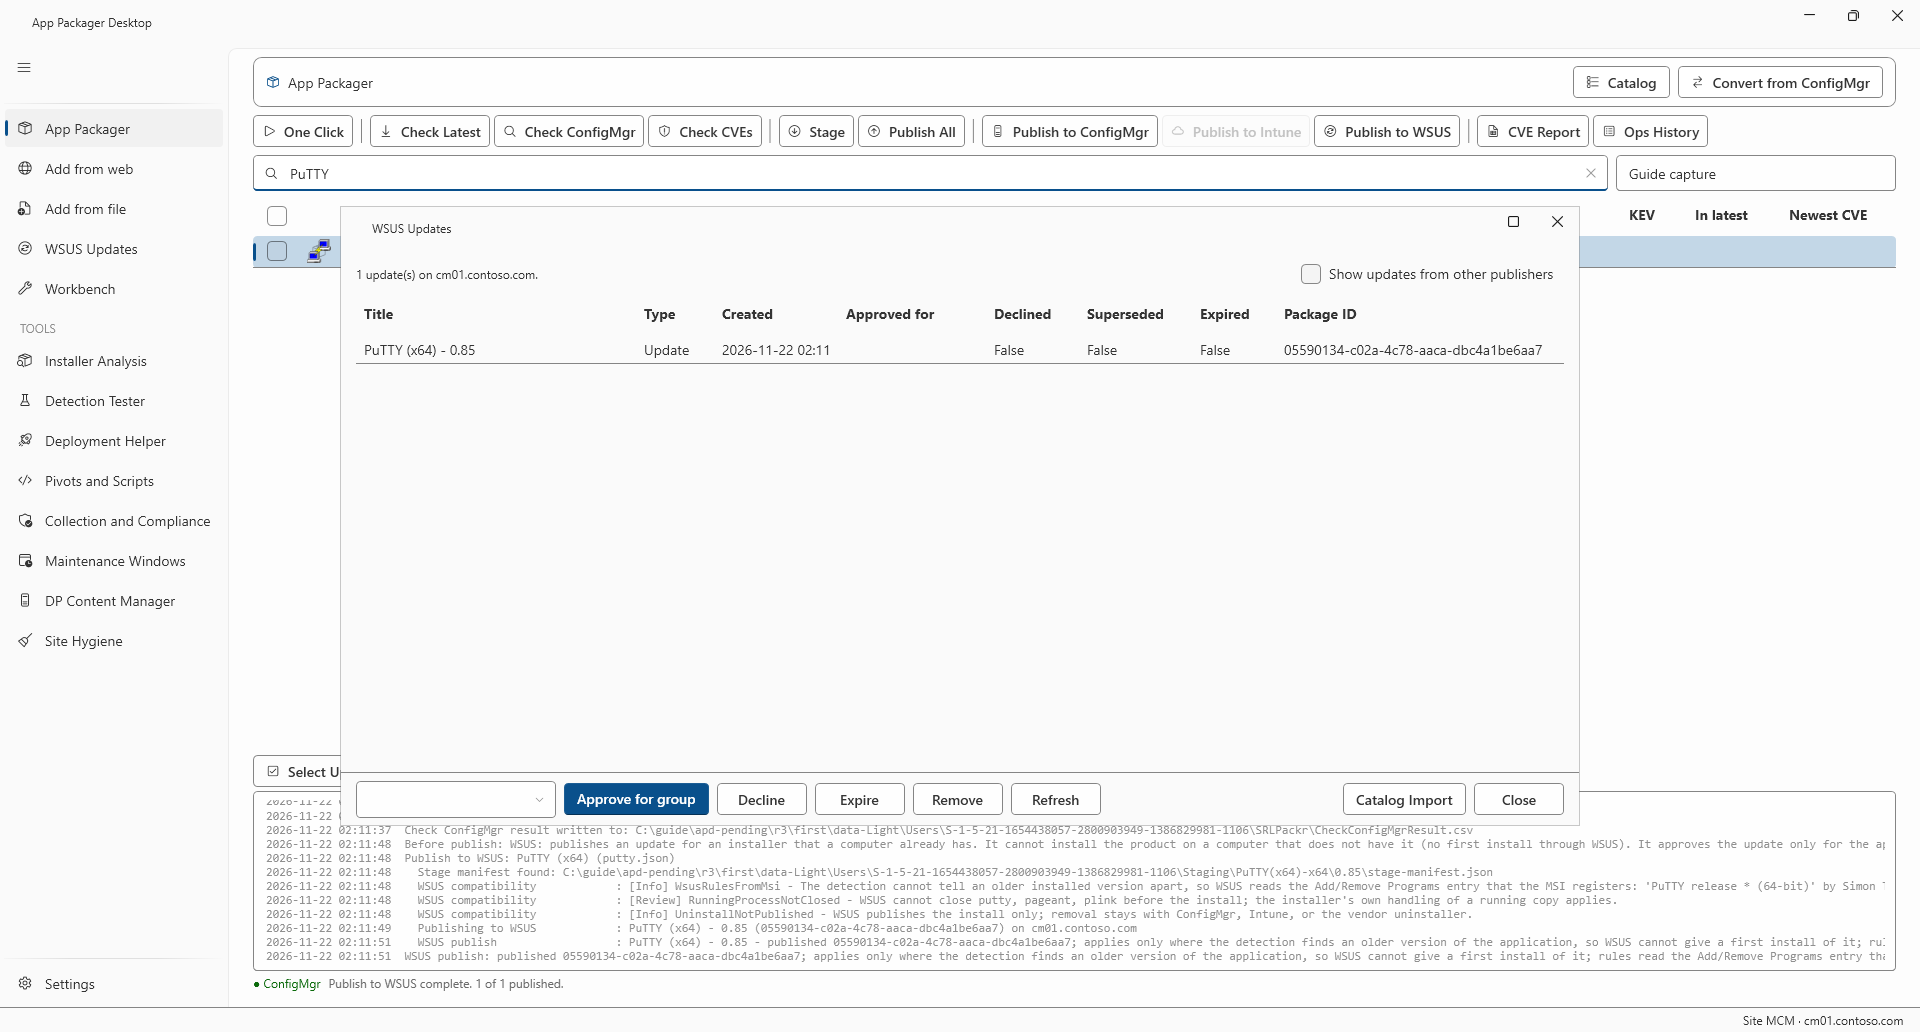 App Packager Desktop
App Packager
Catalog
Convert from ConfigMgr
App Packager
Add from web
Add from file
WSUS Updates
Workbench
TOOLS
Installer Analysis
Detection Tester
Deployment Helper
Pivots and Scripts
Collection and Compliance
Maintenance Windows
DP Content Manager
Site Hygiene
Settings
One Click
Check Latest
Check ConfigMgr
Check CVEs
Stage
Publish All
Publish to ConfigMgr
Publish to Intune
Publish to WSUS
CVE Report
Ops History
PuTTY
Guide capture
KEV In latest Newest CVE
WSUS Updates
1 update(s) on cm01.contoso.com.
Show updates from other publishers
Title Type Created Approved for Declined Superseded Expired Package ID
PuTTY (x64) - 0.85 Update 2026-11-22 02:11 False False False 05590134-c02a-4c78-aaca-dbc4a1be6aa7
Select U
Approve for group
Decline
Expire
Remove
Refresh
Catalog Import
Close
2026-11-22
2026-11-22
2026-11-22 02:11:37 Check ConfigMgr result written to: C:\guide\apd-pending\r3\first\data-Light\Users\S-1-5-21-1654438057-2800903949-1386829981-1106\SRLPackr\CheckConfigMgrResult.csv
2026-11-22 02:11:48 Before publish: WSUS: publishes an update for an installer that a computer already has. It cannot install the product on a computer that does not have it (no first install through WSUS). It approves the update only for the
2026-11-22 02:11:48 Publish to WSUS: PuTTY (x64) (putty.json)
2026-11-22 02:11:48 Stage manifest found: C:\guide\apd-pending\r3\first\data-Light\Users\S-1-5-21-1654438057-2800903949-1386829981-1106\Staging\PuTTY(x64)-x64\0.85\stage-manifest.json
2026-11-22 02:11:48 WSUS compatibility : [Info] WsusRulesFromMsi - The detection cannot tell an older installed version apart, so WSUS reads the Add/Remove Programs entry that the MSI registers: 'PuTTY release * (64-bit)' by Simon
2026-11-22 02:11:48 WSUS compatibility : [Review] RunningProcessNotClosed - WSUS cannot close putty, pageant, plink before the install; the installer's own handling of a running copy applies.
2026-11-22 02:11:48 WSUS compatibility : [Info] UninstallNotPublished - WSUS publishes the install only; removal stays with ConfigMgr, Intune, or the vendor uninstaller.
2026-11-22 02:11:49 Publishing to WSUS : PuTTY (x64) - 0.85 (05590134-c02a-4c78-aaca-dbc4a1be6aa7) on cm01.contoso.com
2026-11-22 02:11:51 WSUS publish : PuTTY (x64) - 0.85 - published 05590134-c02a-4c78-aaca-dbc4a1be6aa7; applies only where the detection finds an older version of the application, so WSUS cannot give a first install of it;
2026-11-22 02:11:51 WSUS publish: published 05590134-c02a-4c78-aaca-dbc4a1be6aa7; applies only where the detection finds an older version of the application, so WSUS cannot give a first install of it; rules read the Add/Remove Programs entry
ConfigMgr Publish to WSUS complete. 1 of 1 published.
Site MCM · cm01.contoso.com